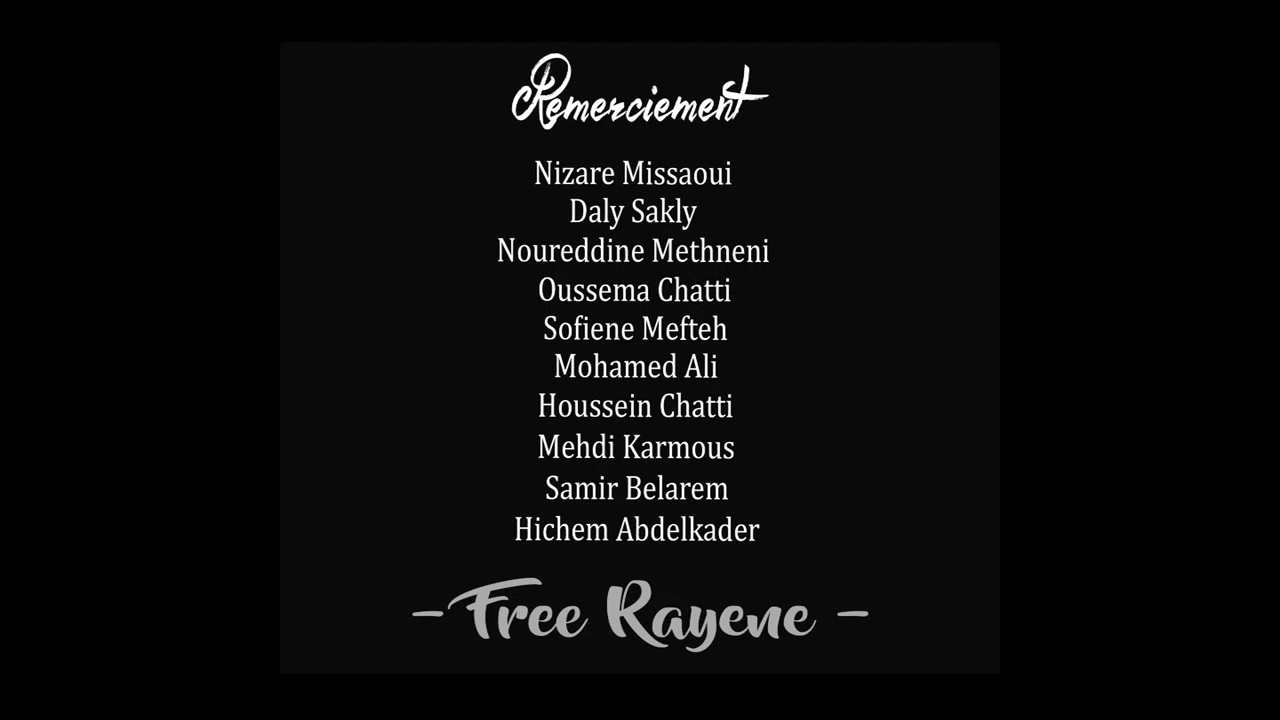 Remerciement
Nizare Missaoui
Daly Sakly
Noureddine Methneni
Oussema Chatti
Sofiene Mefteh
Mohamed Ali
Houssein Chatti
Mehdi Karmous
Samir Belarem
Hichem Abdelkader
- Free Rayene -